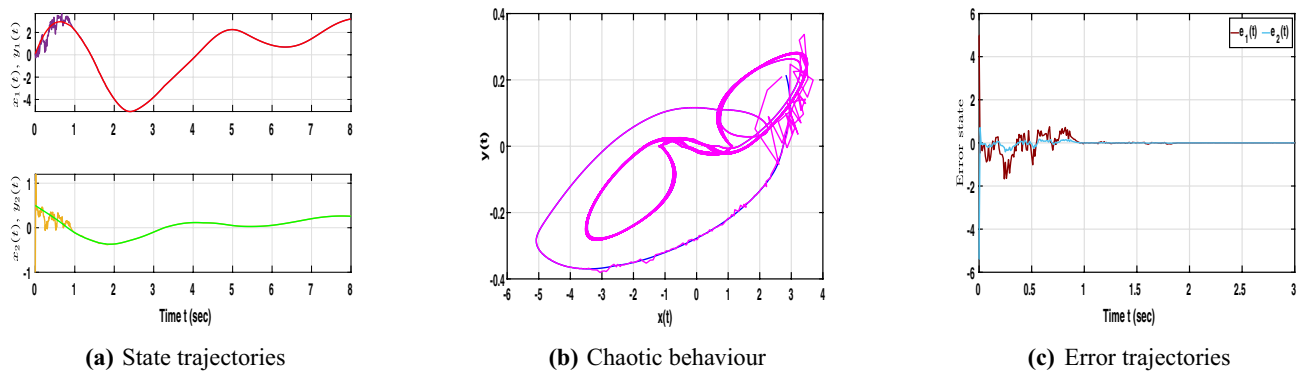 x₁(t), y₁(t)
2
0
-2
-4
0 1 2 3 4 5 6 7 8
x₂(t), y₂(t)
1
0
-1
0 1 2 3 4 5 6 7 8
Time t (sec)
(a) State trajectories
y(t)
0.4
0.2
0
-0.2
-0.4
-6 -5 -4 -3 -2 -1 0 1 2 3 4
x(t)
(b) Chaotic behaviour
Error state
6
4
2
0
-2
-4
-6
0 0.5 1 1.5 2 2.5 3
e₁(t) e₂(t)
Time t (sec)
(c) Error trajectories